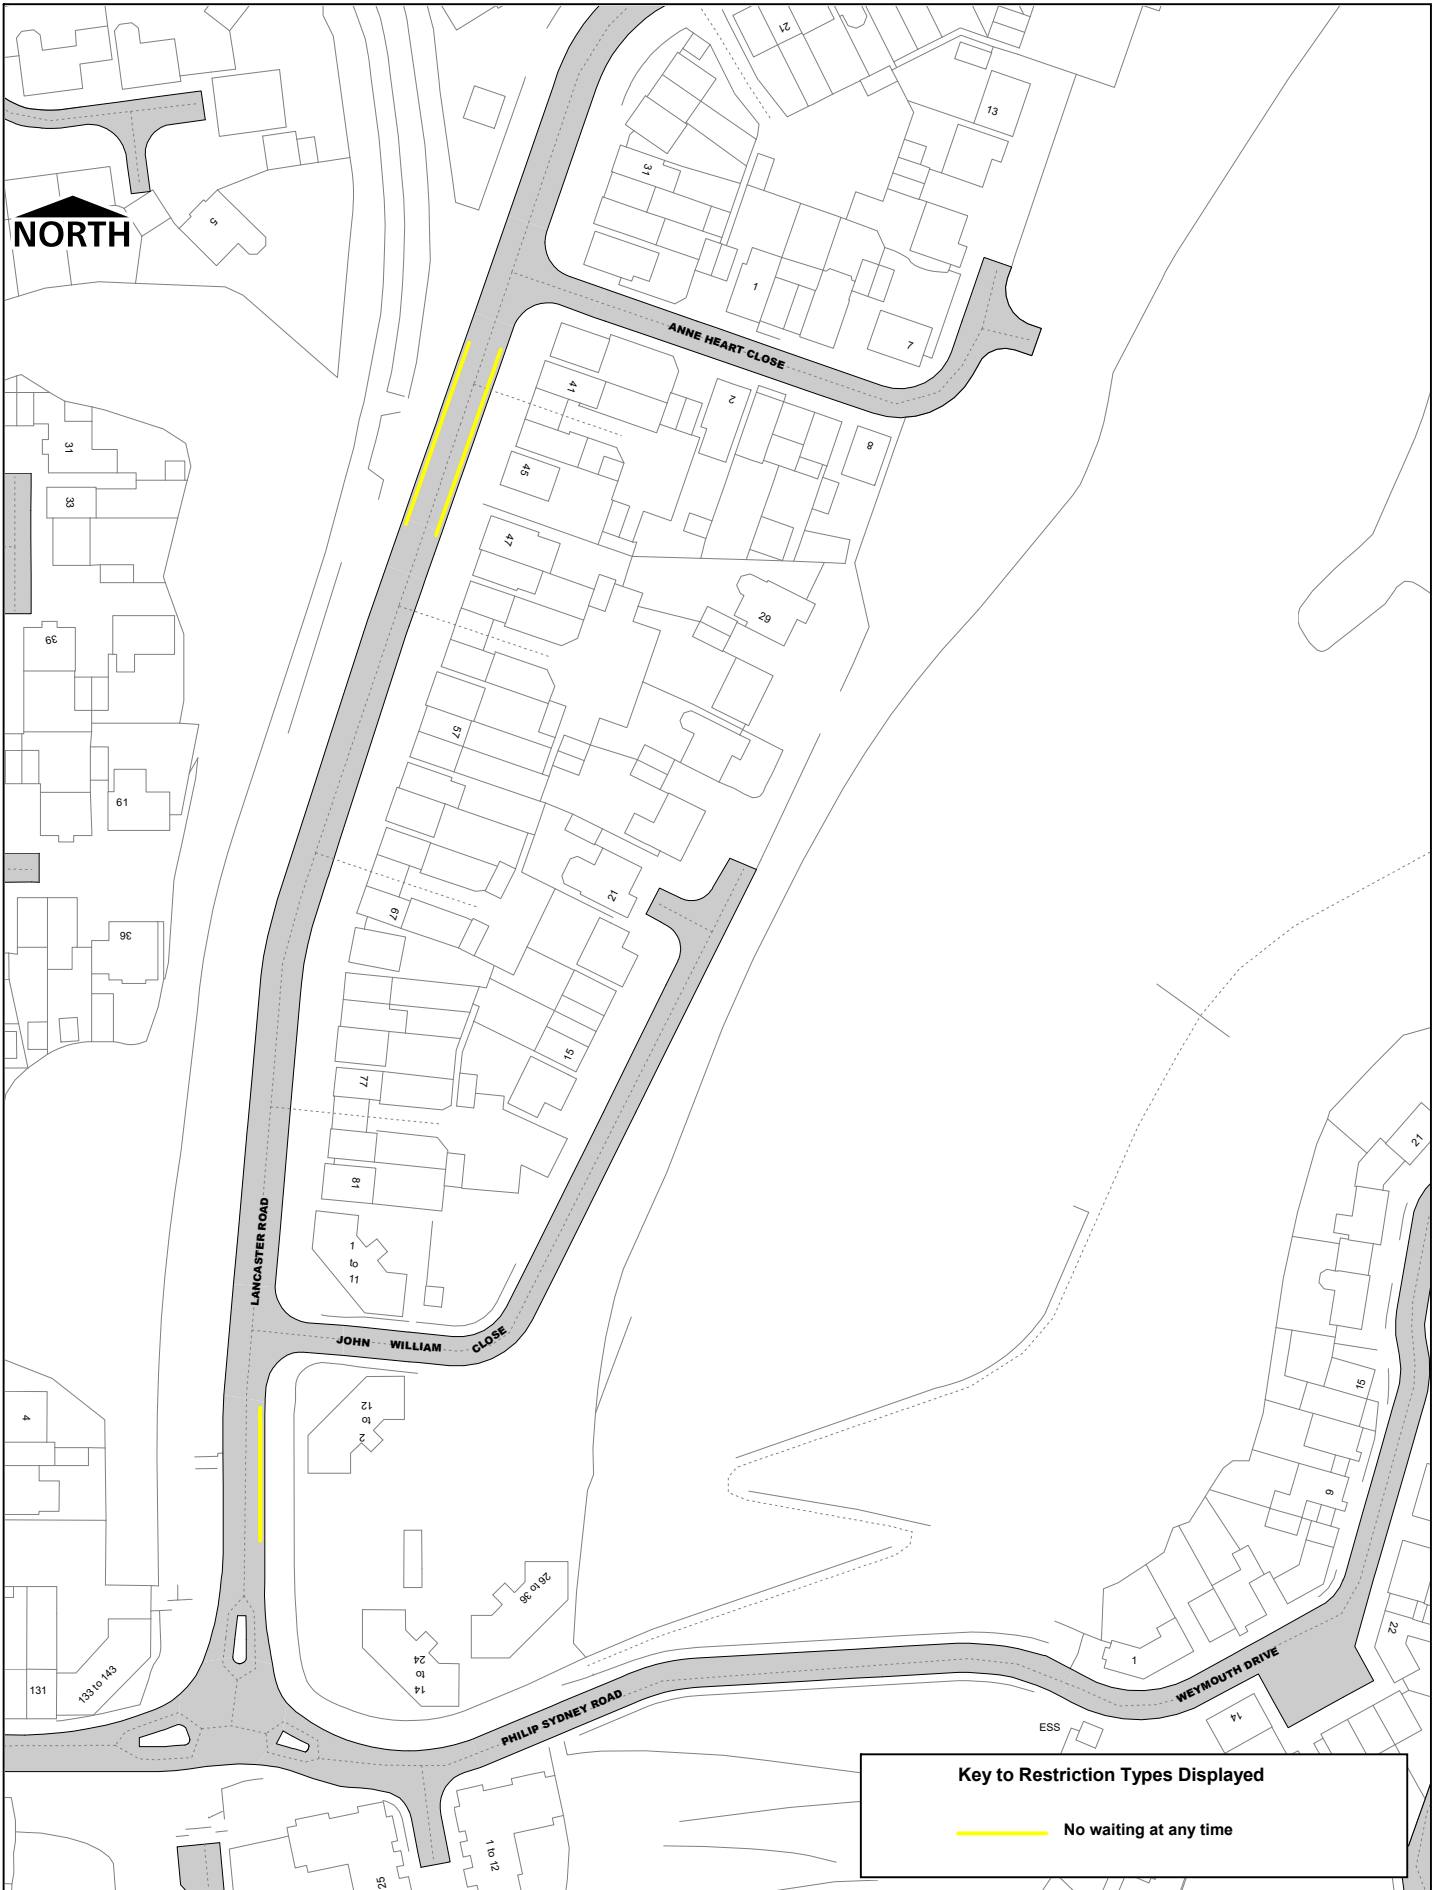 21
13
31
5
NORTH
1
ANNE HEART CLOSE
7
41
2
8
31
45
33
47
29
39
57
61
21
67
36
15
77
21
81
LANCASTER ROAD
1
to
11
JOHN WILLIAM CLOSE
15
12
to
2
4
9
26 to 36
22
24
to
14
1
133 to 143
131
WEYMOUTH DRIVE
PHILIP SYDNEY ROAD
14
ESS
Key to Restriction Types Displayed
No waiting at any time
1 to 12
25